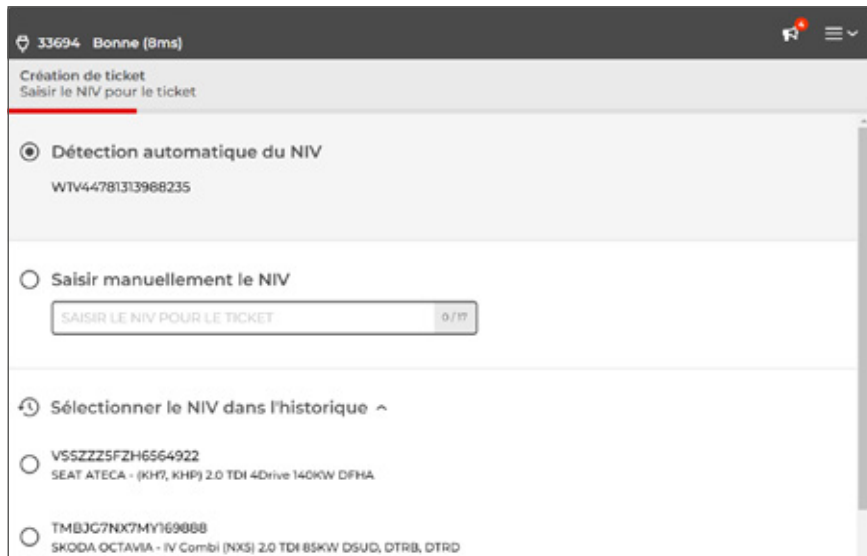 33694 Bonne (8ms)
4
Création de ticket
Saisir le NIV pour le ticket
Détection automatique du NIV
W1V44781313988235
Saisir manuellement le NIV
SAISIR LE NIV POUR LE TICKET 0/17
Sélectionner le NIV dans l'historique
VSSZZZ5FZH6564922
SEAT ATECA - (KH7, KHP) 2.0 TDI 4Drive 140KW DFHA
TMBJG7NX7MY169888
SKODA OCTAVIA - IV Combi (NX5) 2.0 TDI 85KW DSUD, DTRB, DTRD